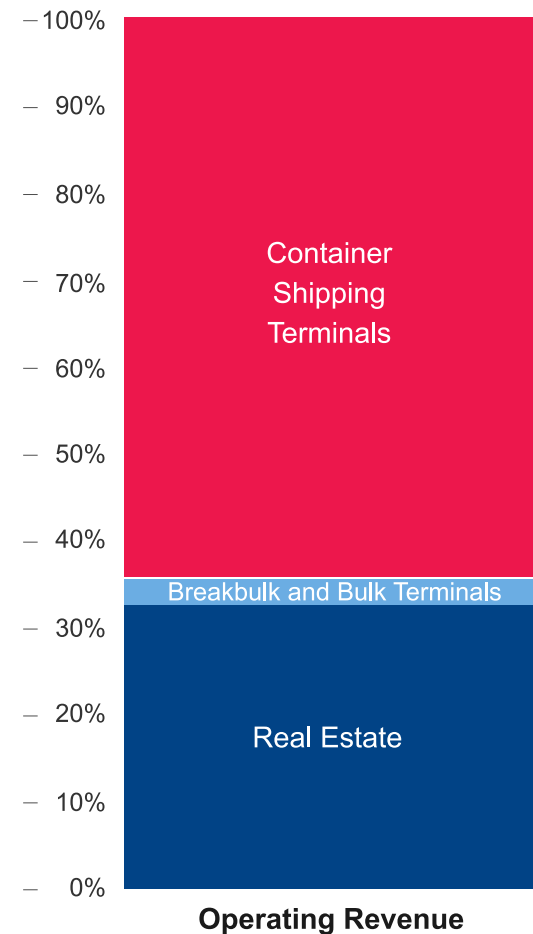 100%
90%
80%
70%
60%
50%
40%
30%
20%
10%
0%
Container
Shipping
Terminals
Breakbulk and Bulk Terminals
Real Estate
Operating Revenue